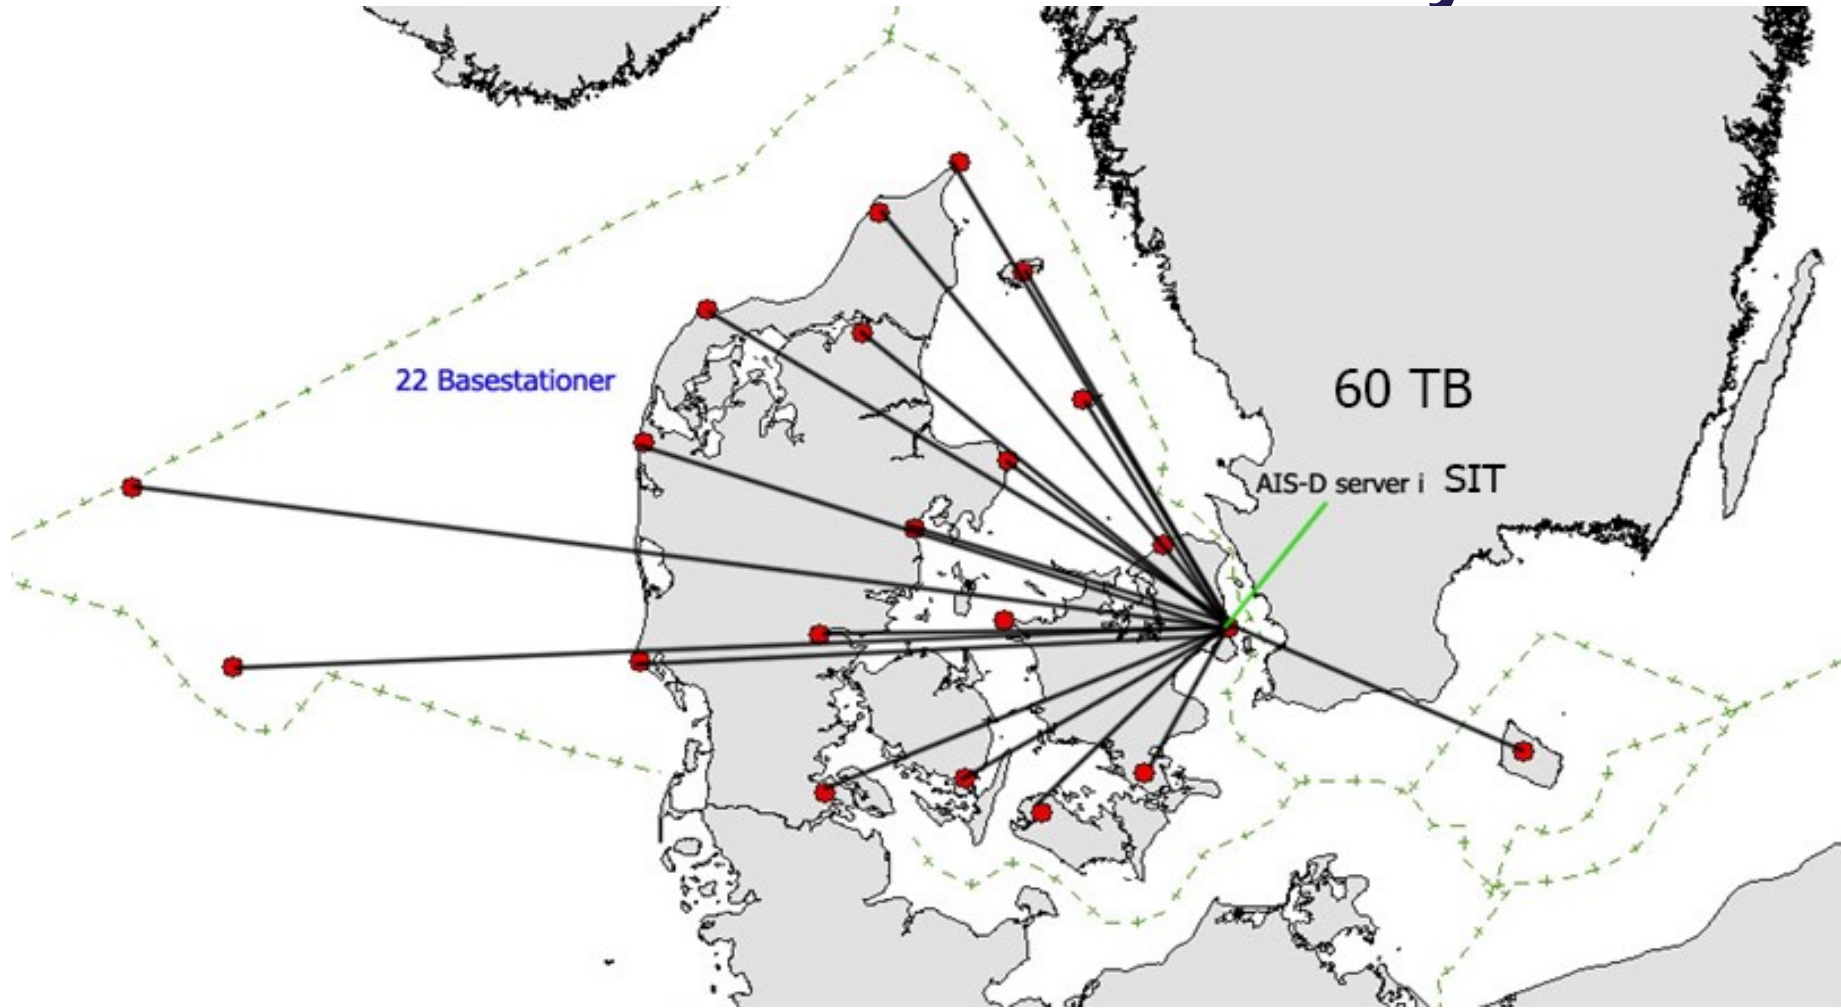 22 Basestationer
60 TB
AIS-D server i SIT